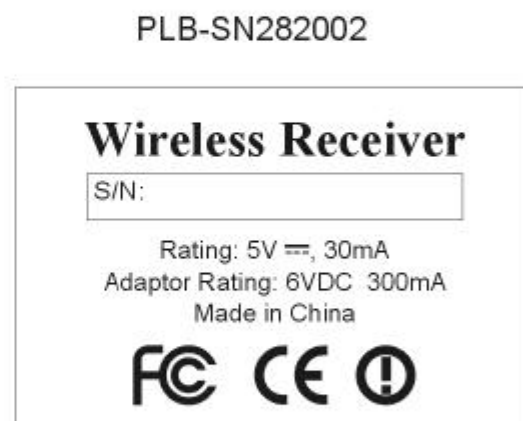 PLB-SN282002
Wireless Receiver
S/N:
Rating: 5V ⎓, 30mA
Adaptor Rating: 6VDC 300mA
Made in China
FC CE